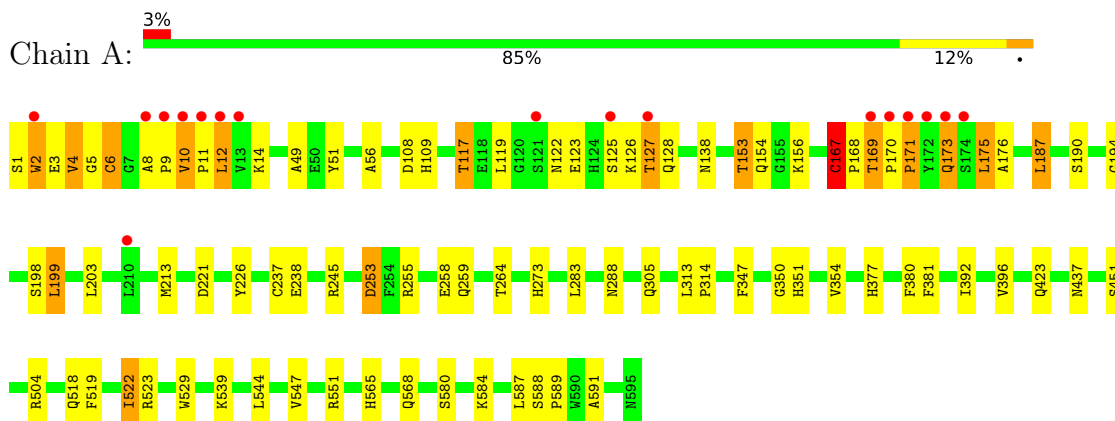 3%
Chain A:
85% 12% •
S1 W2 E3 V4 G5 C6 G7 A8 P9 V10 P11 L12 V13 K14 A49 E50 Y51 A56 D108 H109 T117 E118 L119 G120 S121 N122 E123 H124 S125 K126 T127 Q128 N138 T153 Q154 G155 K156 C167 P168 T169 P170 P171 Y172 Q173 S174 L175 A176 L187 S190 G194
S198 L199 L203 L210 M213 D221 Y226 C237 E238 R245 D253 F254 R255 E258 Q259 T264 H273 L283 N288 Q305 L313 P314 F347 G350 H351 V354 H377 F380 F381 I392 V396 Q423 N437 S451
R504 Q518 F519 I522 R523 W529 K539 L544 V547 R551 H565 Q568 S580 K584 L587 S588 P589 W590 A591 N595